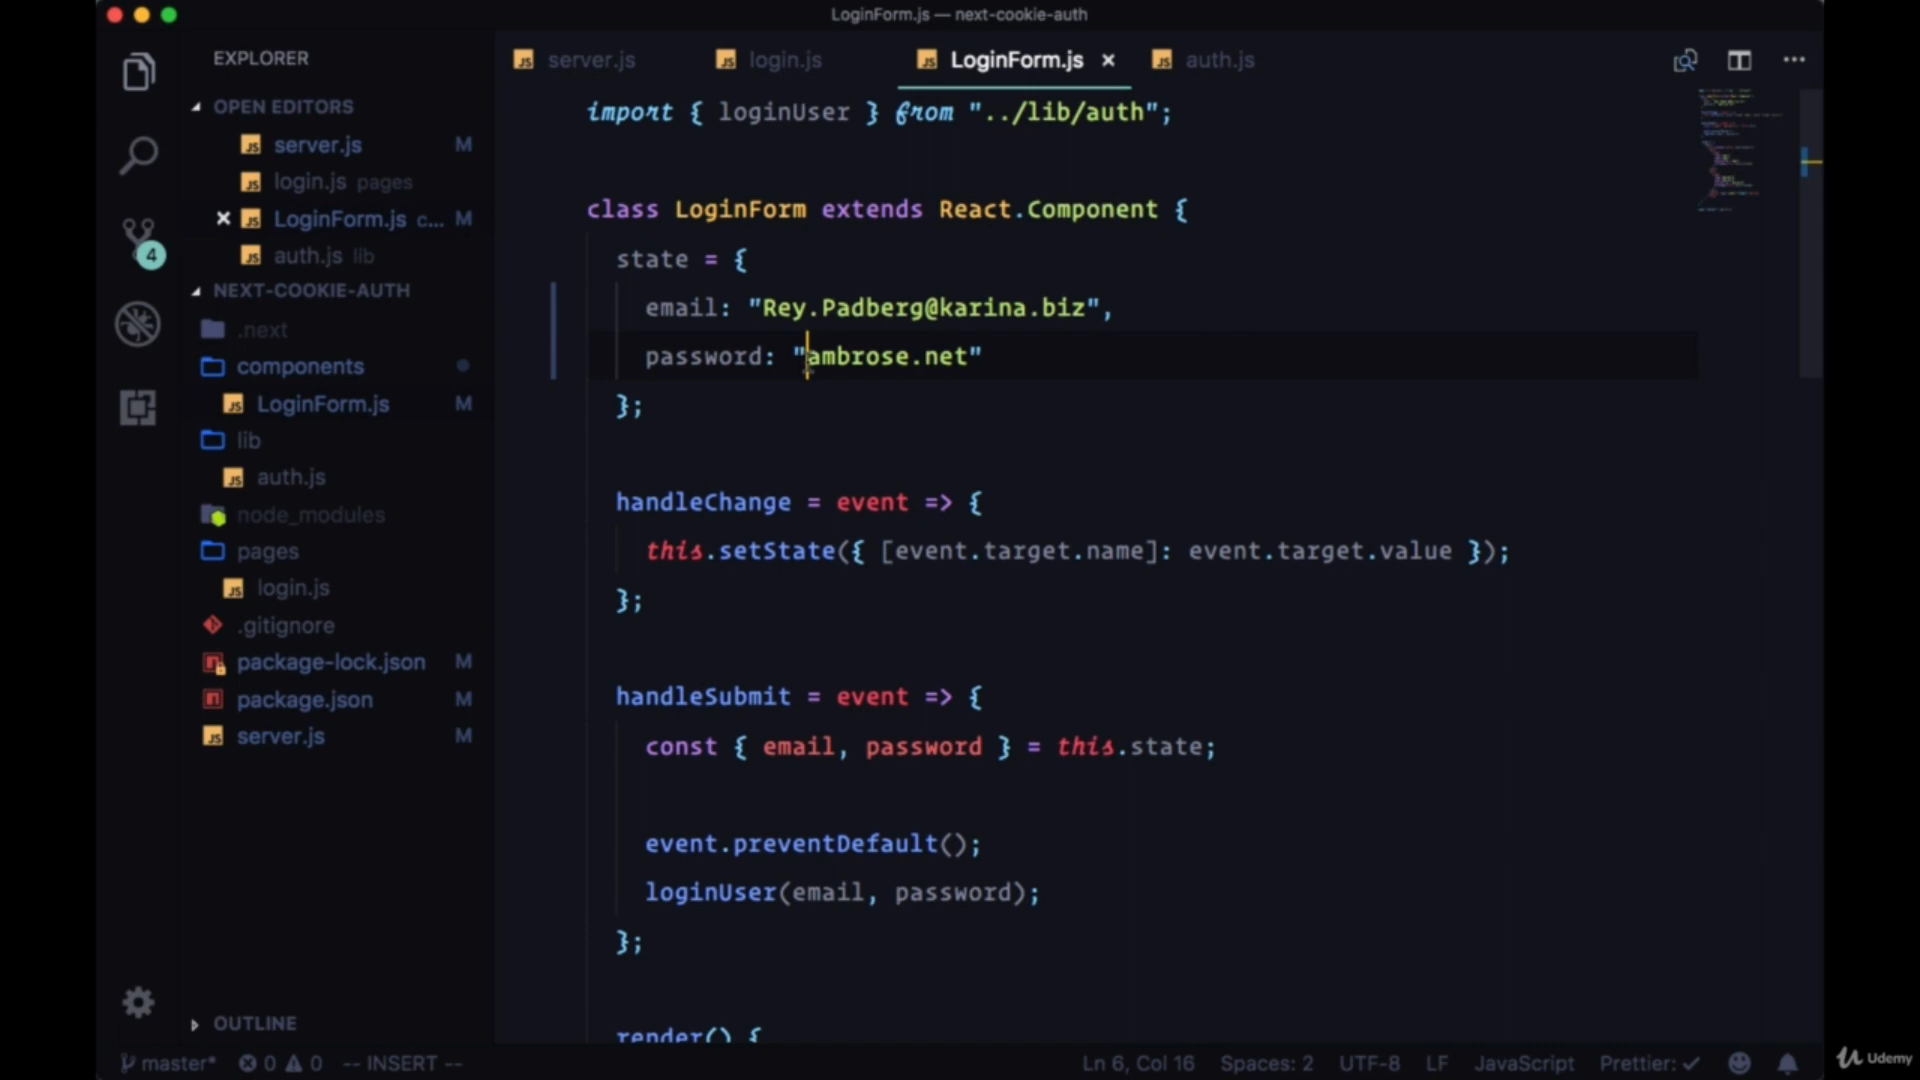 LoginForm.js — next-cookie-auth
EXPLORER
OPEN EDITORS
server.js M
login.js pages
LoginForm.js c... M
auth.js lib
NEXT-COOKIE-AUTH
.next
components
LoginForm.js M
lib
auth.js
node_modules
pages
login.js
.gitignore
package-lock.json M
package.json M
server.js M
OUTLINE
4
server.js
login.js
LoginForm.js
auth.js
import { loginUser } from "../lib/auth";
class LoginForm extends React.Component {
state = {
email: "Rey.Padberg@karina.biz",
password: "ambrose.net"
};
handleChange = event => {
this.setState({ [event.target.name]: event.target.value });
};
handleSubmit = event => {
const { email, password } = this.state;
event.preventDefault();
loginUser(email, password);
};
render() {
master* 0 0 -- INSERT --
Ln 6, Col 16 Spaces: 2 UTF-8 LF JavaScript Prettier: ✓
Udemy